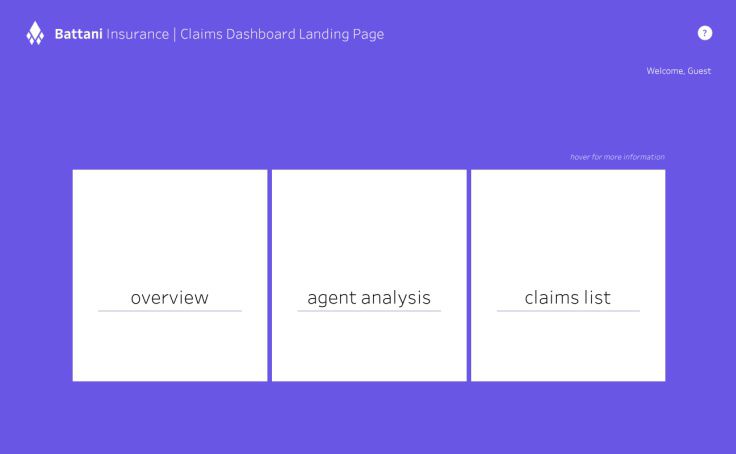 Battani Insurance | Claims Dashboard Landing Page
?
Welcome, Guest
hover for more information
overview
agent analysis
claims list